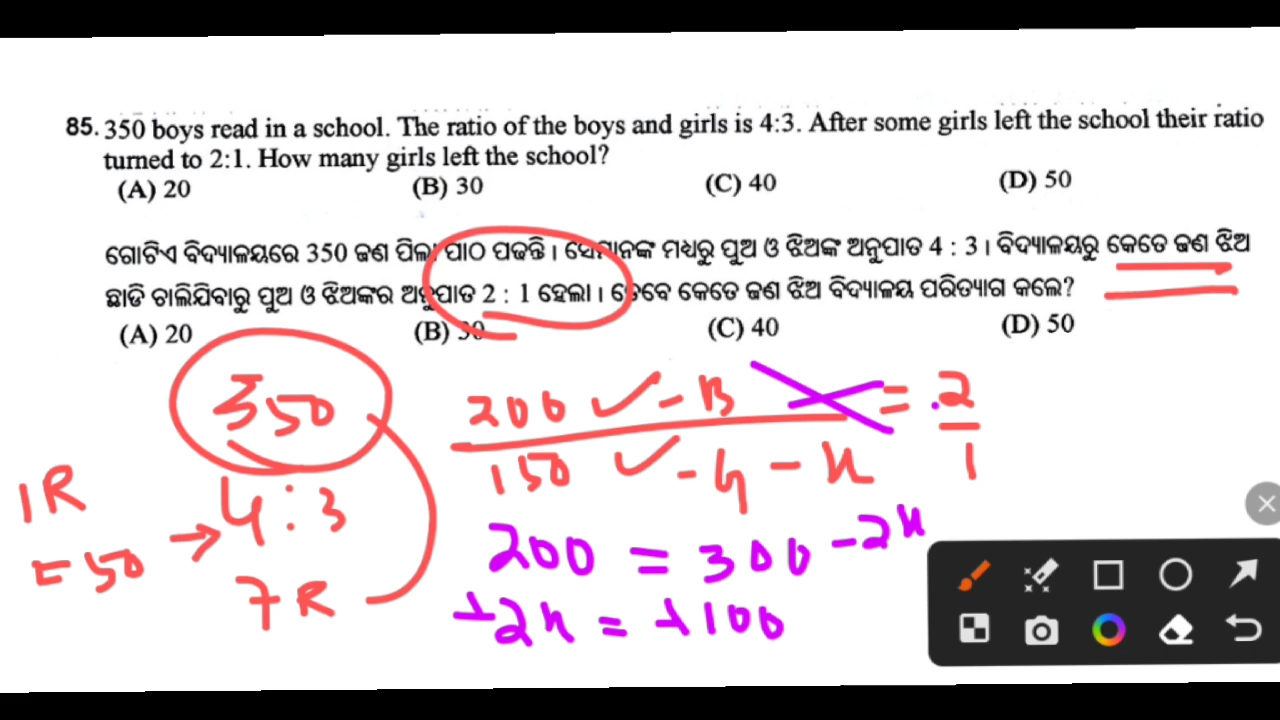 85. 350 boys read in a school. The ratio of the boys and girls is 4:3. After some girls left the school their ratio
turned to 2:1. How many girls left the school?
(A) 20 (B) 30 (C) 40 (D) 50
ଗୋଟିଏ ବିଦ୍ୟାଳୟରେ 350 ଜଣ ପିଲା ପାଠ ପଢନ୍ତି । ସେମାନଙ୍କ ମଧ୍ୟରୁ ପୁଅ ଓ ଝିଅଙ୍କ ଅନୁପାତ 4 : 3 । ବିଦ୍ୟାଳୟରୁ କେତେ ଜଣ ଝିଅ
ଛାଡି ଚାଲିଯିବାରୁ ପୁଅ ଓ ଝିଅଙ୍କର ଅନୁପାତ 2 : 1 ହେଲା । ତେବେ କେତେ ଜଣ ଝିଅ ବିଦ୍ୟାଳୟ ପରିତ୍ୟାଗ କଲେ?
(A) 20 (B) 30 (C) 40 (D) 50
350
200 - B = 2
150 - G - x 1
1R
= 50 → 4:3
7R
200 = 300 - 2x
+2x = +100